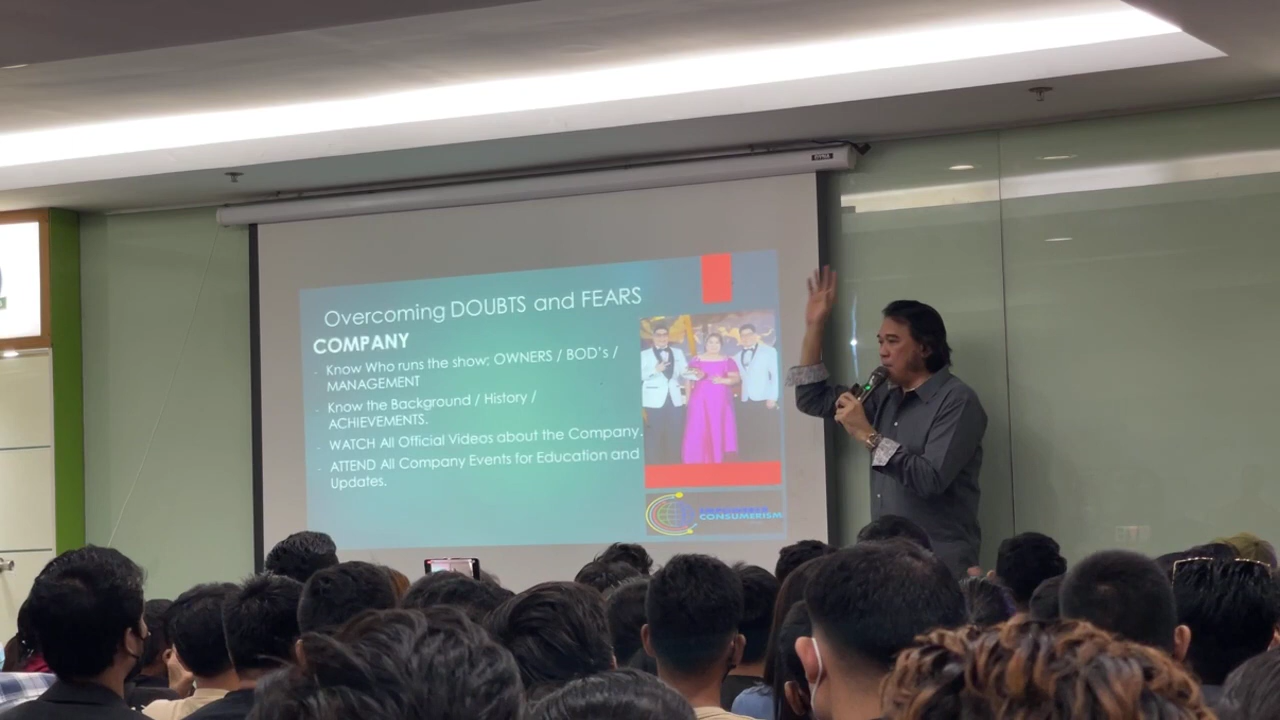 Overcoming DOUBTS and FEARS
COMPANY
- Know Who runs the show; OWNERS / BOD's /
MANAGEMENT
- Know the Background / History /
ACHIEVEMENTS.
- WATCH All Official Videos about the Company.
- ATTEND All Company Events for Education and
Updates.
CONSUMERISM